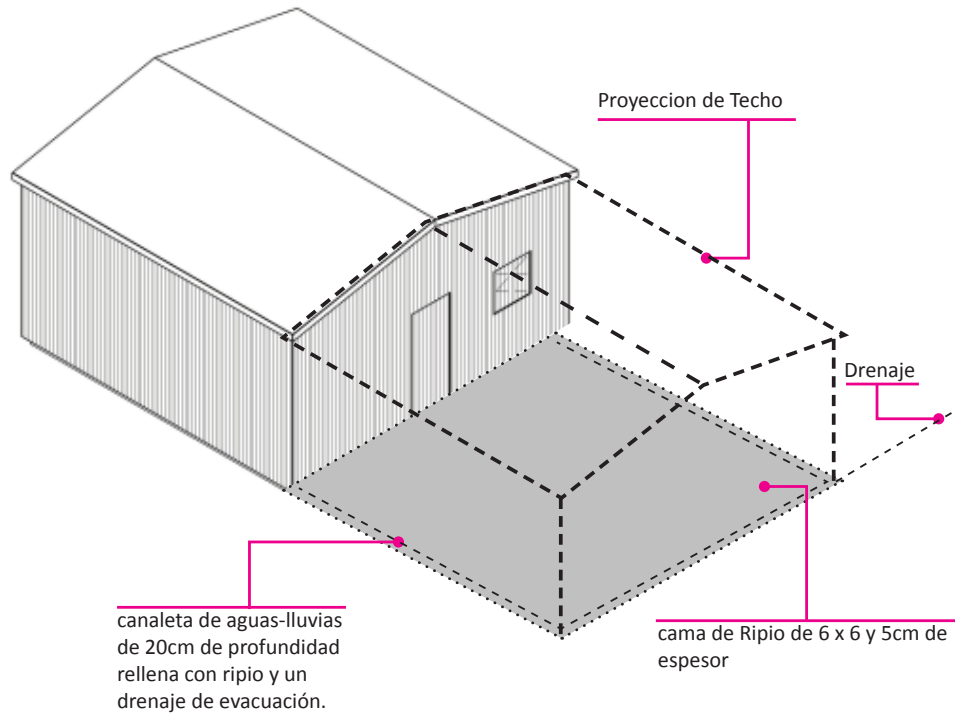 Proyeccion de Techo
Drenaje
canaleta de aguas-lluvias
de 20cm de profundidad
rellena con ripio y un
drenaje de evacuación.
cama de Ripio de 6 x 6 y 5cm de
espesor